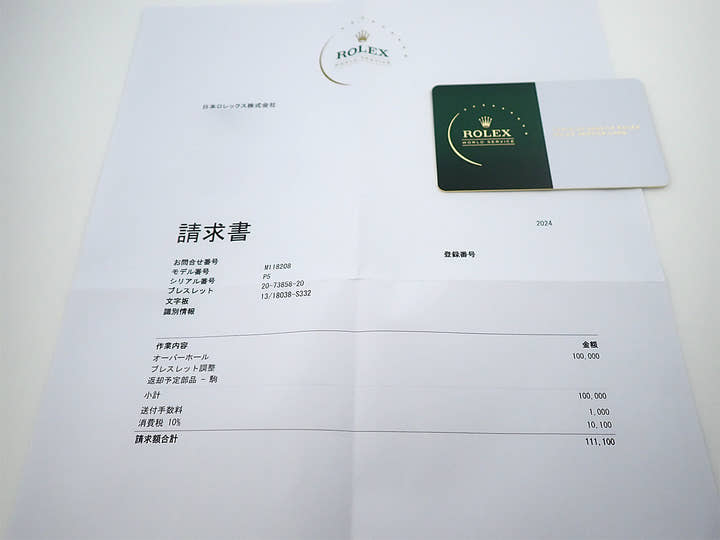 ROLEX
WORLD SERVICE
日本ロレックス株式会社
ROLEX
WORLD SERVICE
請求書
2024
登録番号
お問合せ番号
モデル番号 M118208
シリアル番号 P5
ブレスレット 20-73858-20
文字板 13/18038-S332
識別情報
作業内容 金額
オーバーホール 100,000
ブレスレット調整
返却予定部品 - 駒
小計 100,000
送付手数料 1,000
消費税 10% 10,100
請求額合計 111,100